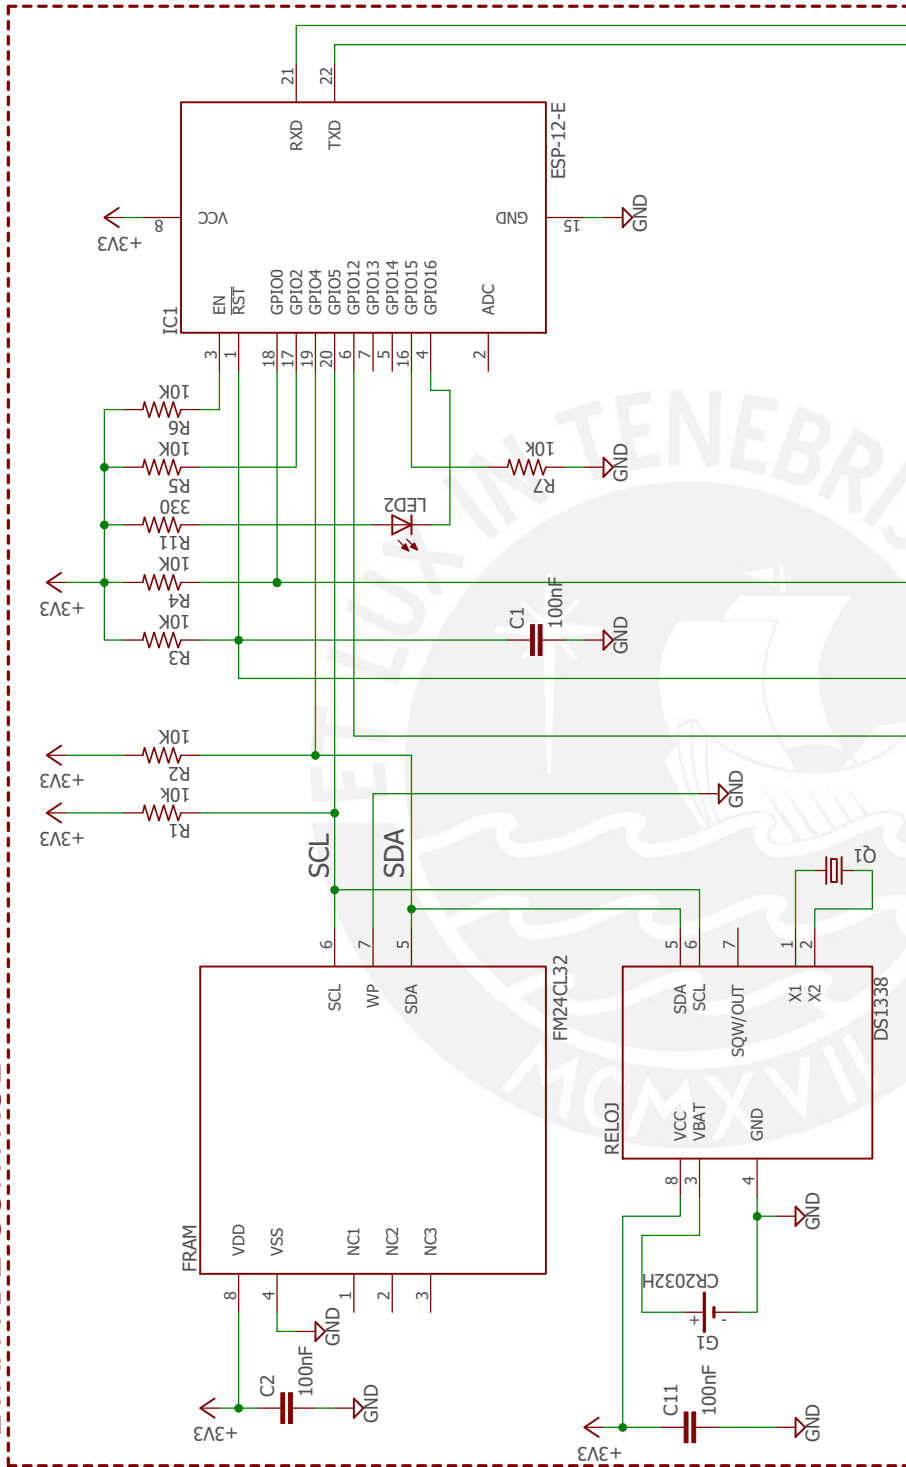 21
22
RXD
TXD
ESP-12-E
+3V3
8
VCC
GND
15
GND
IC1
EN
RST
GPIO0
GPIO2
GPIO4
GPIO5
GPIO12
GPIO13
GPIO14
GPIO15
GPIO16
ADC
3
1
18
17
19
20
6
7
5
16
4
2
10K
R6
10K
R5
330
R11
10K
R4
10K
R3
+3V3
LED2
10k
R7
GND
C1
100nF
GND
+3V3
10K
R2
+3V3
10K
R1
GND
SCL
SDA
Q1
6
7
5
SCL
WP
SDA
FM24CL32
FRAM
VDD
VSS
NC1
NC2
NC3
8
4
1
2
3
GND
+3V3
C2
100nF
GND
5
6
7
1
2
SDA
SCL
SQW/OUT
X1
X2
DS1338
RELOJ
VCC
VBAT
GND
8
3
4
GND
CR2032H
+
-
G1
+3V3
C11
100nF
GND
ET LUX IN TENEBRIS
MCMXVII